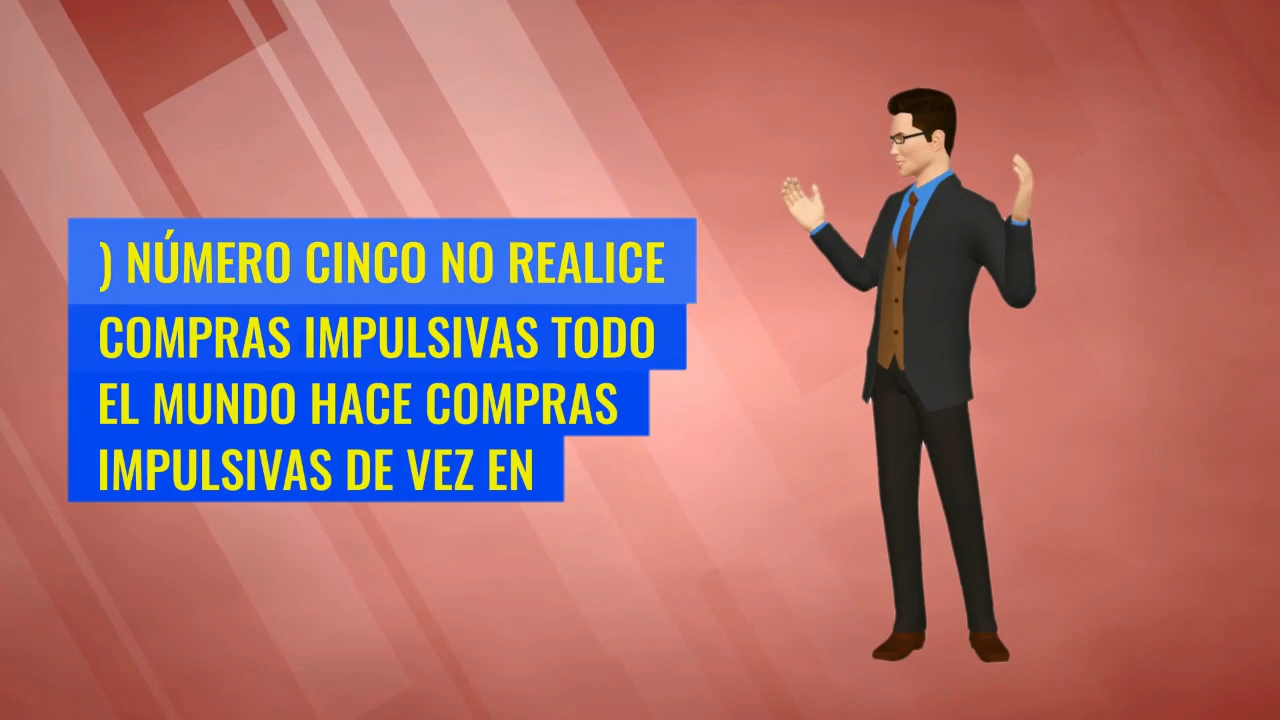 ) NÚMERO CINCO NO REALICE
COMPRAS IMPULSIVAS TODO
EL MUNDO HACE COMPRAS
IMPULSIVAS DE VEZ EN